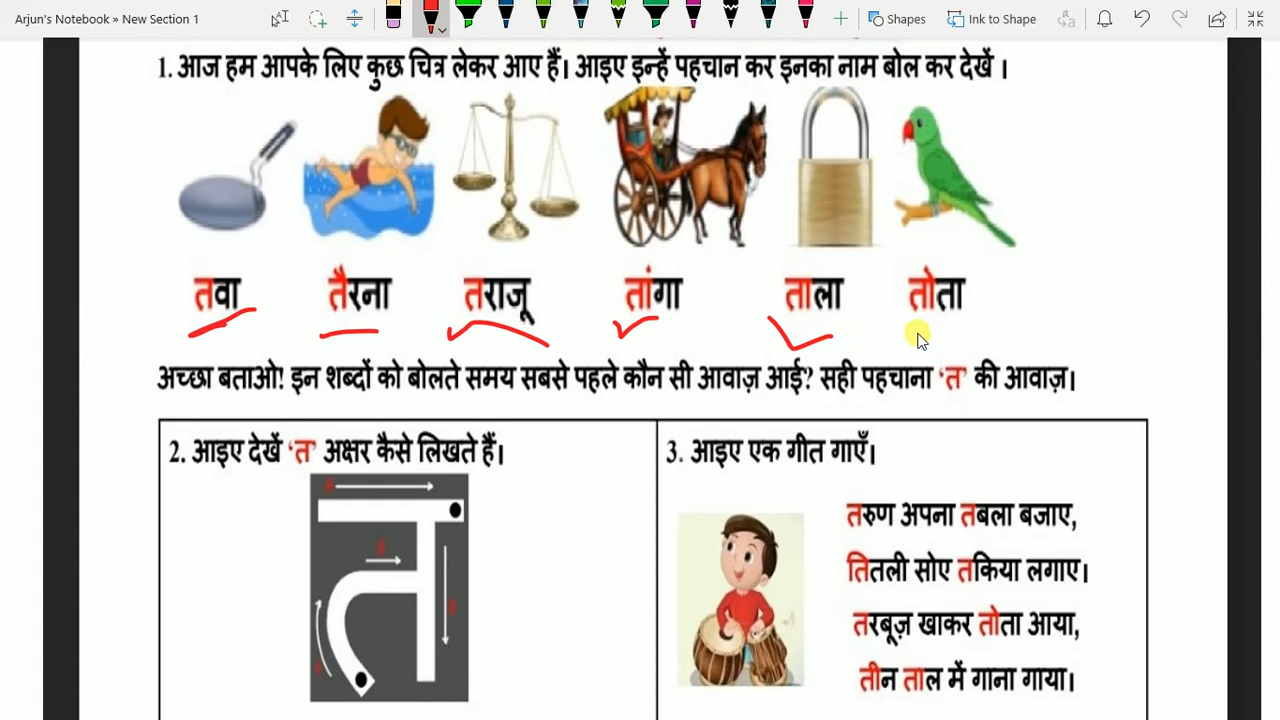 Arjun's Notebook » New Section 1
Shapes
Ink to Shape
1. आज हम आपके लिए कुछ चित्र लेकर आए हैं। आइए इन्हें पहचान कर इनका नाम बोल कर देखें ।
तवा तैरना तराजू तांगा ताला तोता
अच्छा बताओ! इन शब्दों को बोलते समय सबसे पहले कौन सी आवाज़ आई? सही पहचाना ‘त’ की आवाज़।
2. आइए देखें ‘त’ अक्षर कैसे लिखते हैं।
त
3. आइए एक गीत गाएँ।
तरुण अपना तबला बजाए,
तितली सोए तकिया लगाए।
तरबूज़ खाकर तोता आया,
तीन ताल में गाना गाया।